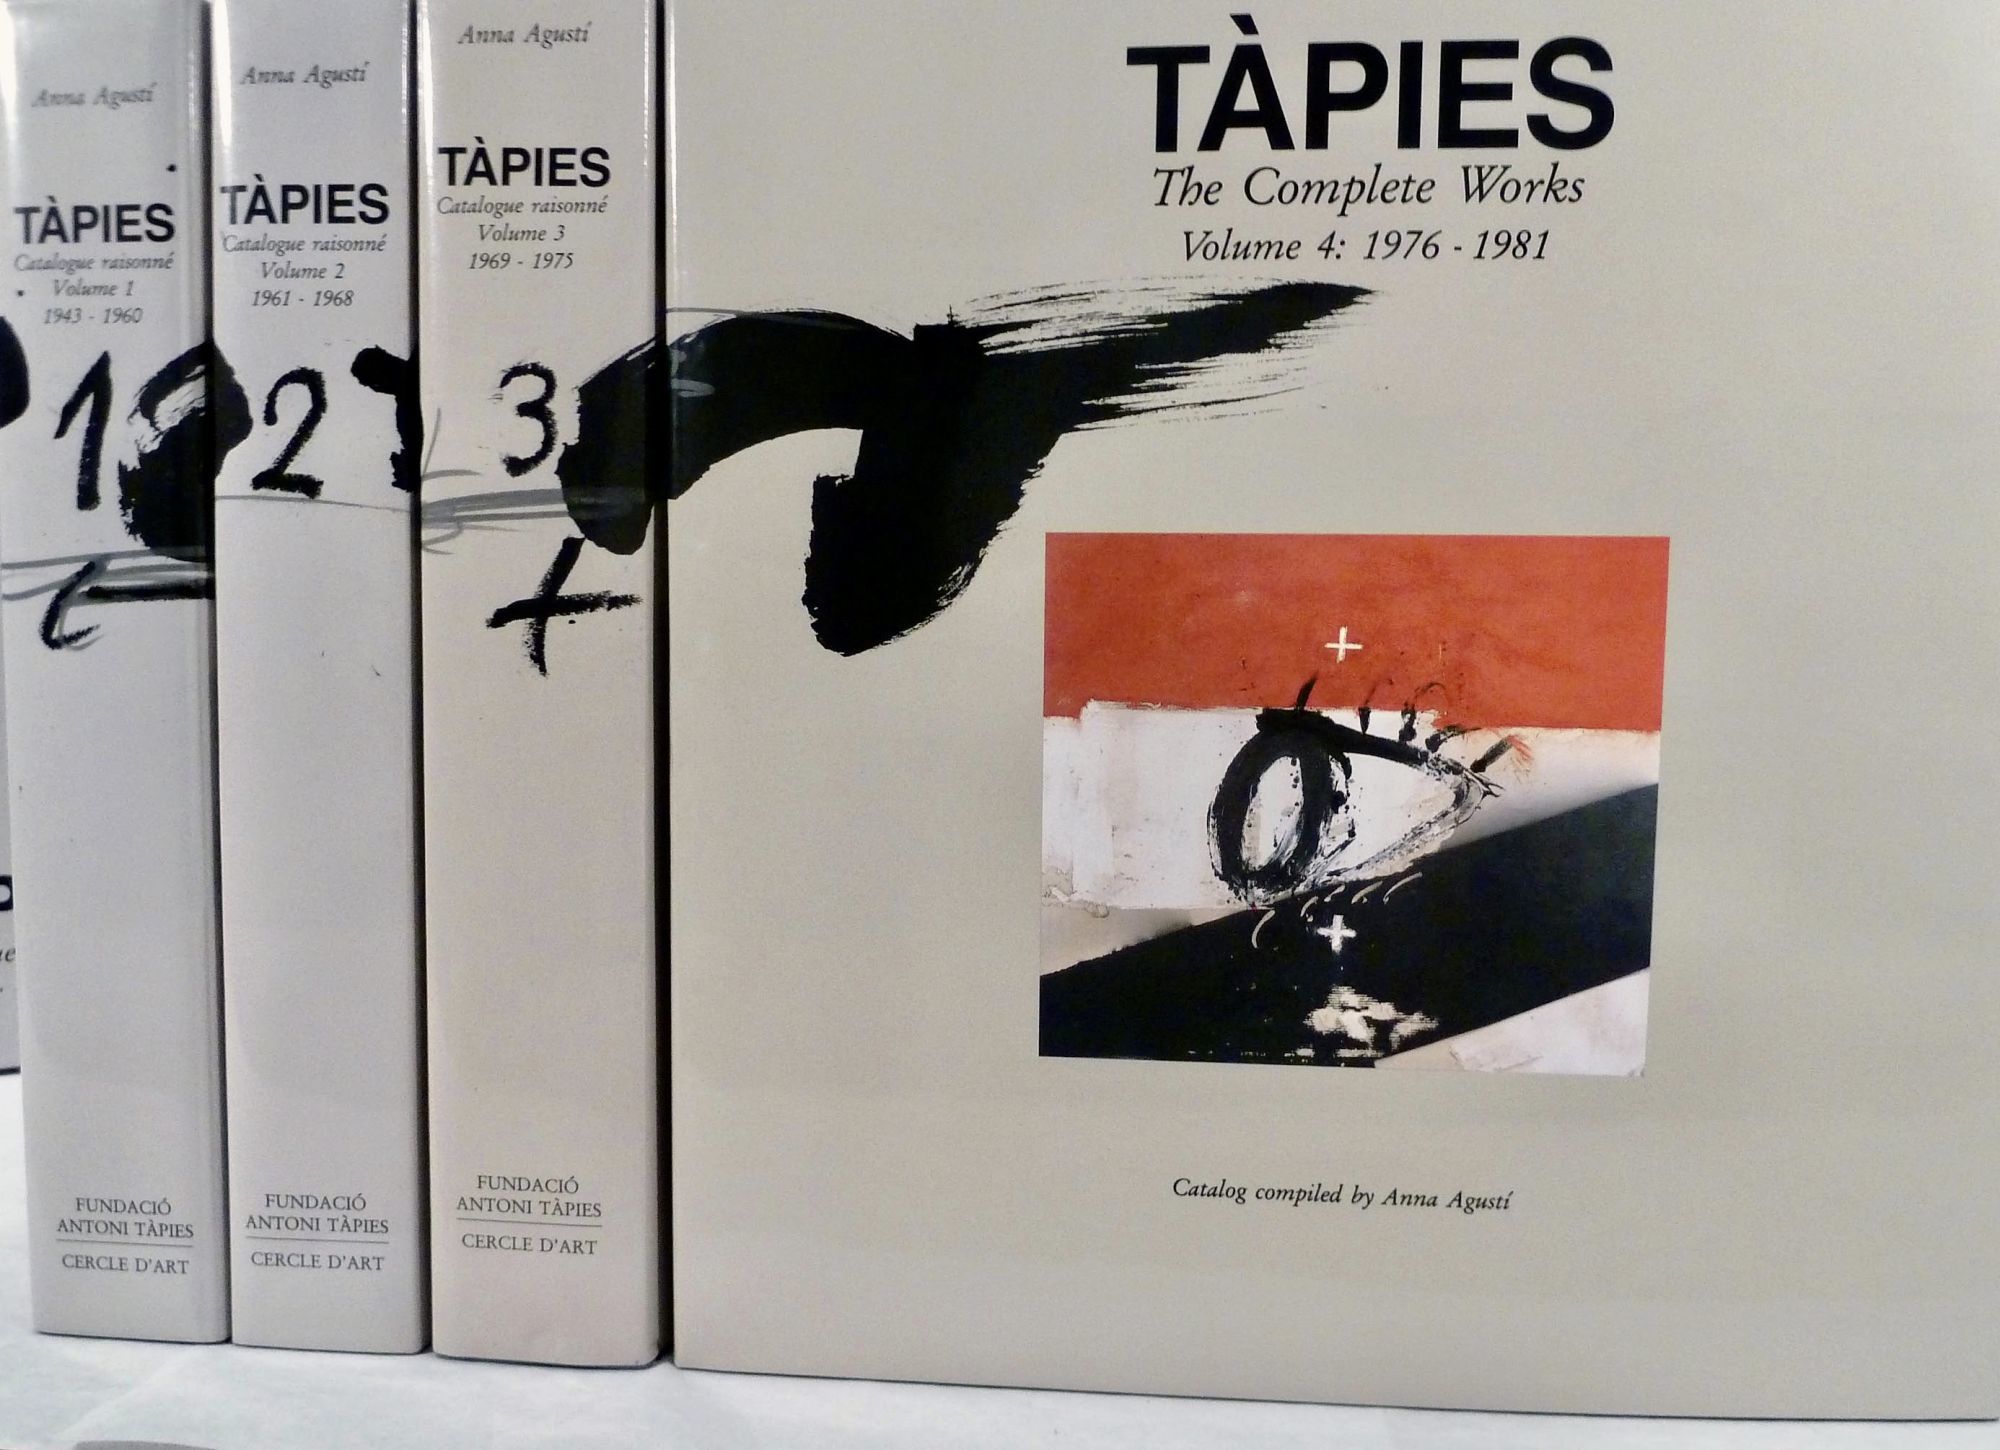 Anna Agustí
TÀPIES
Catalogue raisonné
Volume 1
1943 - 1960
1
FUNDACIÓ
ANTONI TÀPIES
CERCLE D'ART
Anna Agustí
TÀPIES
Catalogue raisonné
Volume 2
1961 - 1968
2
FUNDACIÓ
ANTONI TÀPIES
CERCLE D'ART
Anna Agustí
TÀPIES
Catalogue raisonné
Volume 3
1969 - 1975
3
FUNDACIÓ
ANTONI TÀPIES
CERCLE D'ART
TÀPIES
The Complete Works
Volume 4: 1976 - 1981
Catalog compiled by Anna Agustí